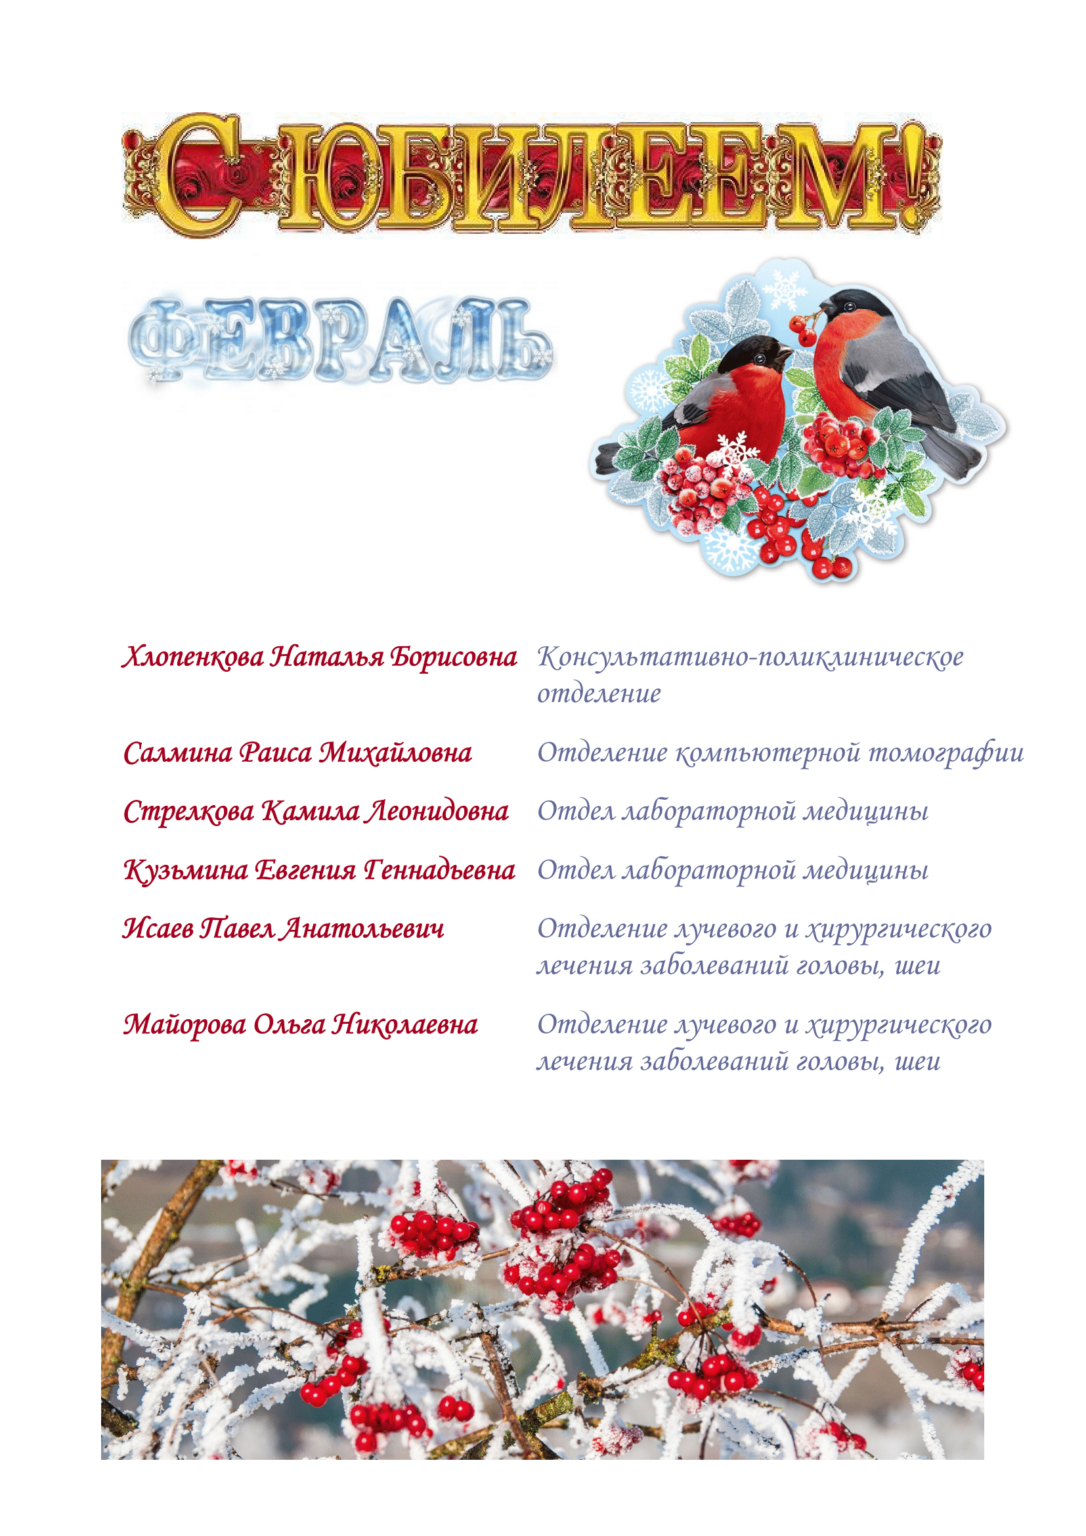 С ЮБИЛЕЕМ!
ФЕВРАЛЬ
Хлопенкова Наталья Борисовна Консультативно-поликлиническое
отделение
Салмина Раиса Михайловна Отделение компьютерной томографии
Стрелкова Камила Леонидовна Отдел лабораторной медицины
Кузьмина Евгения Геннадьевна Отдел лабораторной медицины
Исаев Павел Анатольевич Отделение лучевого и хирургического
лечения заболеваний головы, шеи
Майорова Ольга Николаевна Отделение лучевого и хирургического
лечения заболеваний головы, шеи